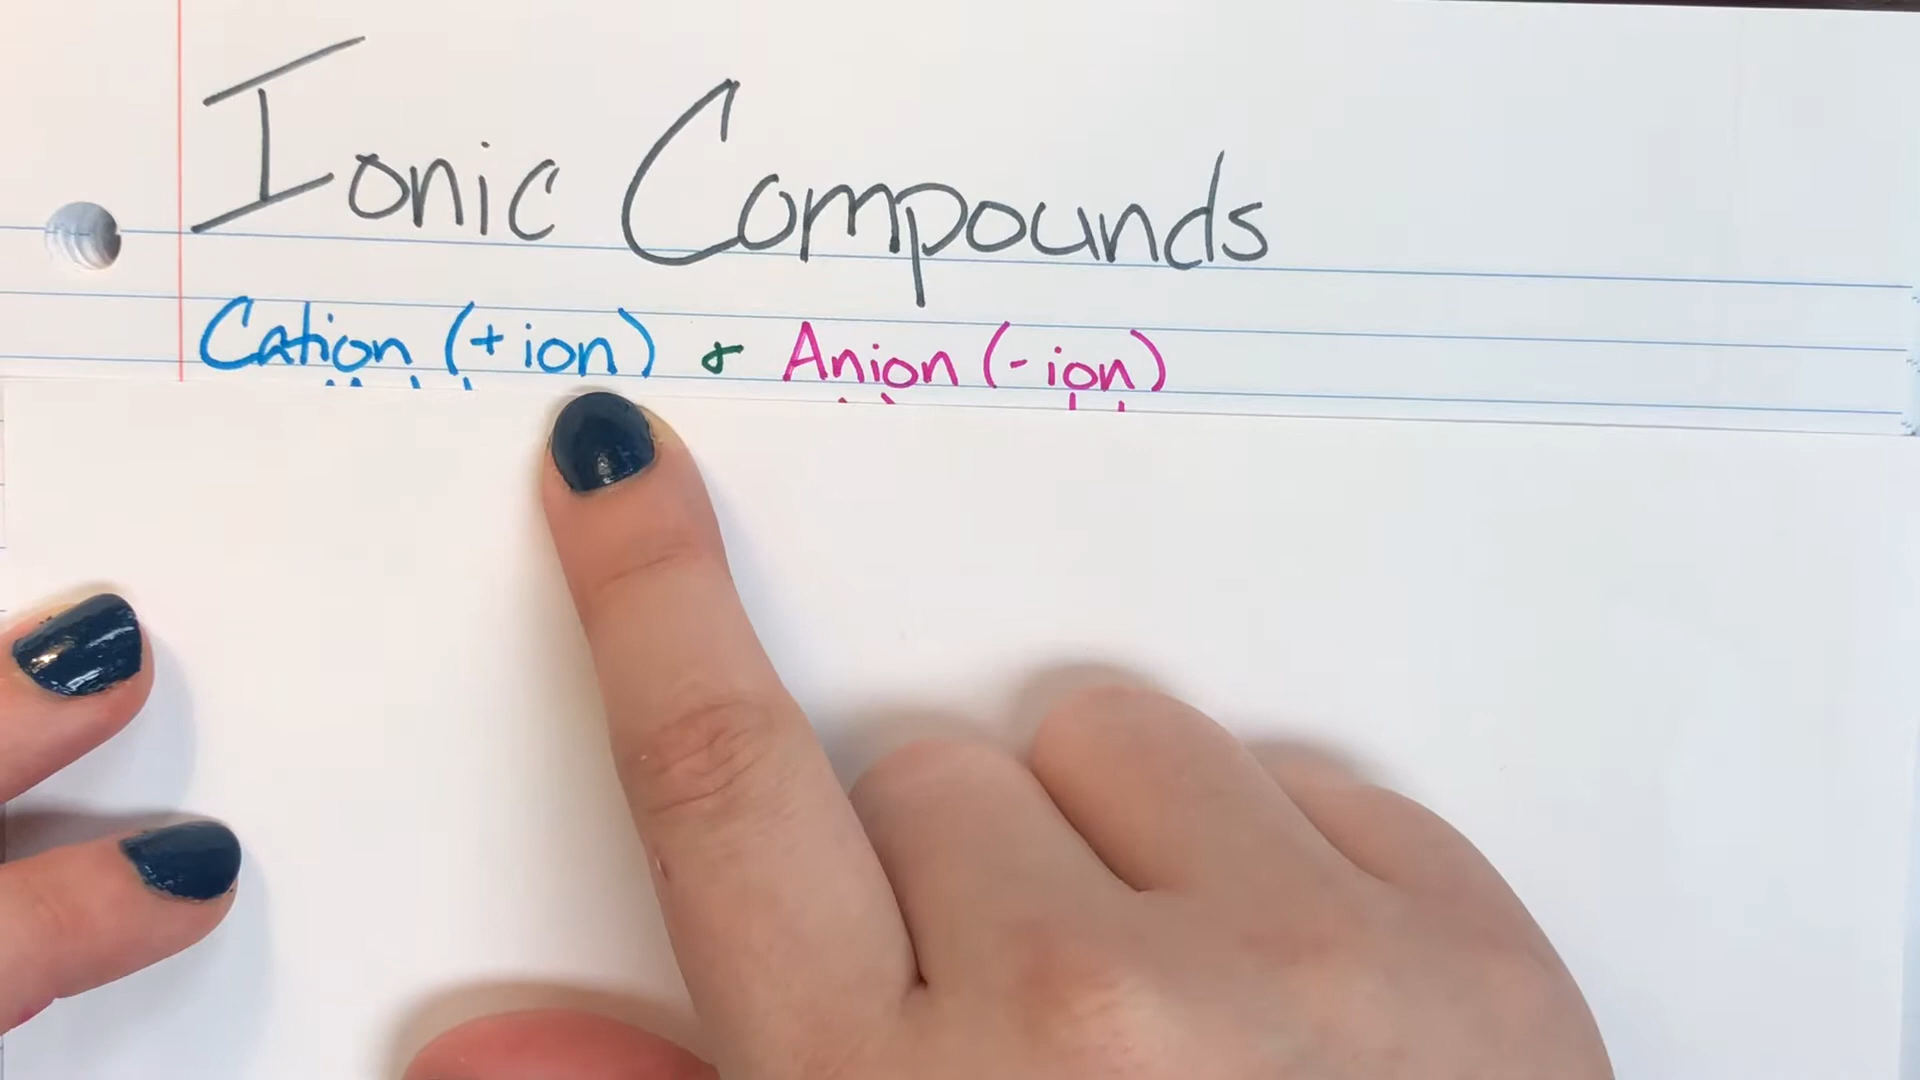 Ionic Compounds
Cation (+ ion) & Anion (- ion)